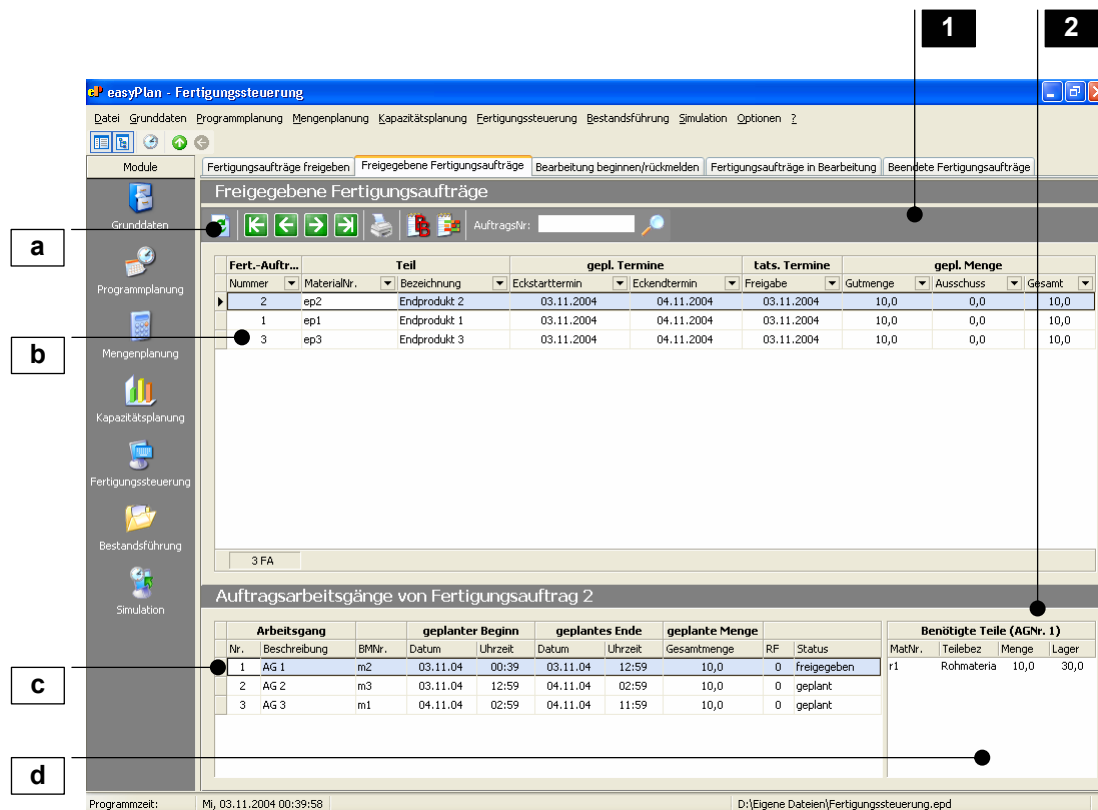 1 2
easyPlan - Fertigungssteuerung
Datei Grunddaten Programmplanung Mengenplanung Kapazitätsplanung Fertigungssteuerung Bestandsführung Simulation Optionen ?
Module
Fertigungsaufträge freigeben Freigegebene Fertigungsaufträge Bearbeitung beginnen/rückmelden Fertigungsaufträge in Bearbeitung Beendete Fertigungsaufträge
Freigegebene Fertigungsaufträge
Grunddaten
AuftragsNr:
a
Fert.-Auftr... Teil gepl. Termine tats. Termine gepl. Menge
Nummer MaterialNr. Bezeichnung Eckstarttermin Eckendtermin Freigabe Gutmenge Ausschuss Gesamt
2 ep2 Endprodukt 2 03.11.2004 04.11.2004 03.11.2004 10,0 0,0 10,0
1 ep1 Endprodukt 1 03.11.2004 04.11.2004 03.11.2004 10,0 0,0 10,0
3 ep3 Endprodukt 3 03.11.2004 04.11.2004 03.11.2004 10,0 0,0 10,0
Programmplanung
b
Mengenplanung
Kapazitätsplanung
Fertigungssteuerung
Bestandsführung
3 FA
Simulation
Auftragsarbeitsgänge von Fertigungsauftrag 2
Arbeitsgang geplanter Beginn geplantes Ende geplante Menge
Nr. Beschreibung BMNr. Datum Uhrzeit Datum Uhrzeit Gesamtmenge RF Status
1 AG 1 m2 03.11.04 00:39 03.11.04 12:59 10,0 0 freigegeben
2 AG 2 m3 03.11.04 12:59 04.11.04 02:59 10,0 0 geplant
3 AG 3 m1 04.11.04 02:59 04.11.04 11:59 10,0 0 geplant
Benötigte Teile (AGNr. 1)
MatNr. Teilebez Menge Lager
r1 Rohmateria 10,0 30,0
c
d
Programmzeit: Mi, 03.11.2004 00:39:58 D:\Eigene Dateien\Fertigungssteuerung.epd